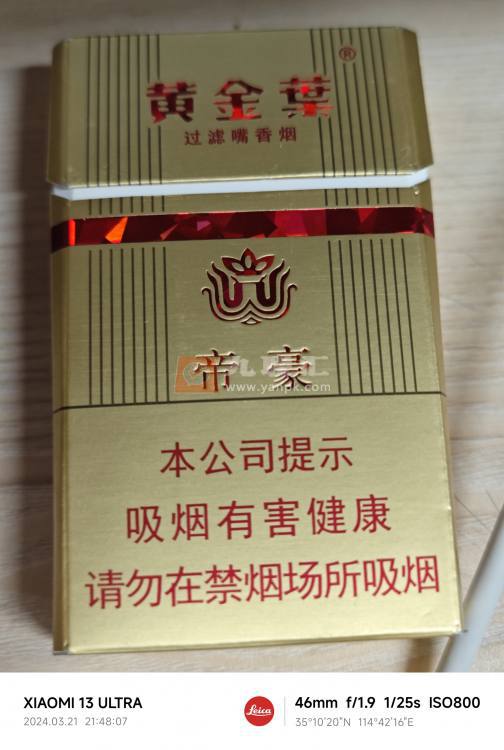 黄金葉®
过滤嘴香烟
帝豪
www.yanpk.com
本公司提示
吸烟有害健康
请勿在禁烟场所吸烟
XIAOMI 13 ULTRA
2024.03.21 21:48:07
Leica
46mm f/1.9 1/25s ISO800
35°10'20"N 114°42'16"E